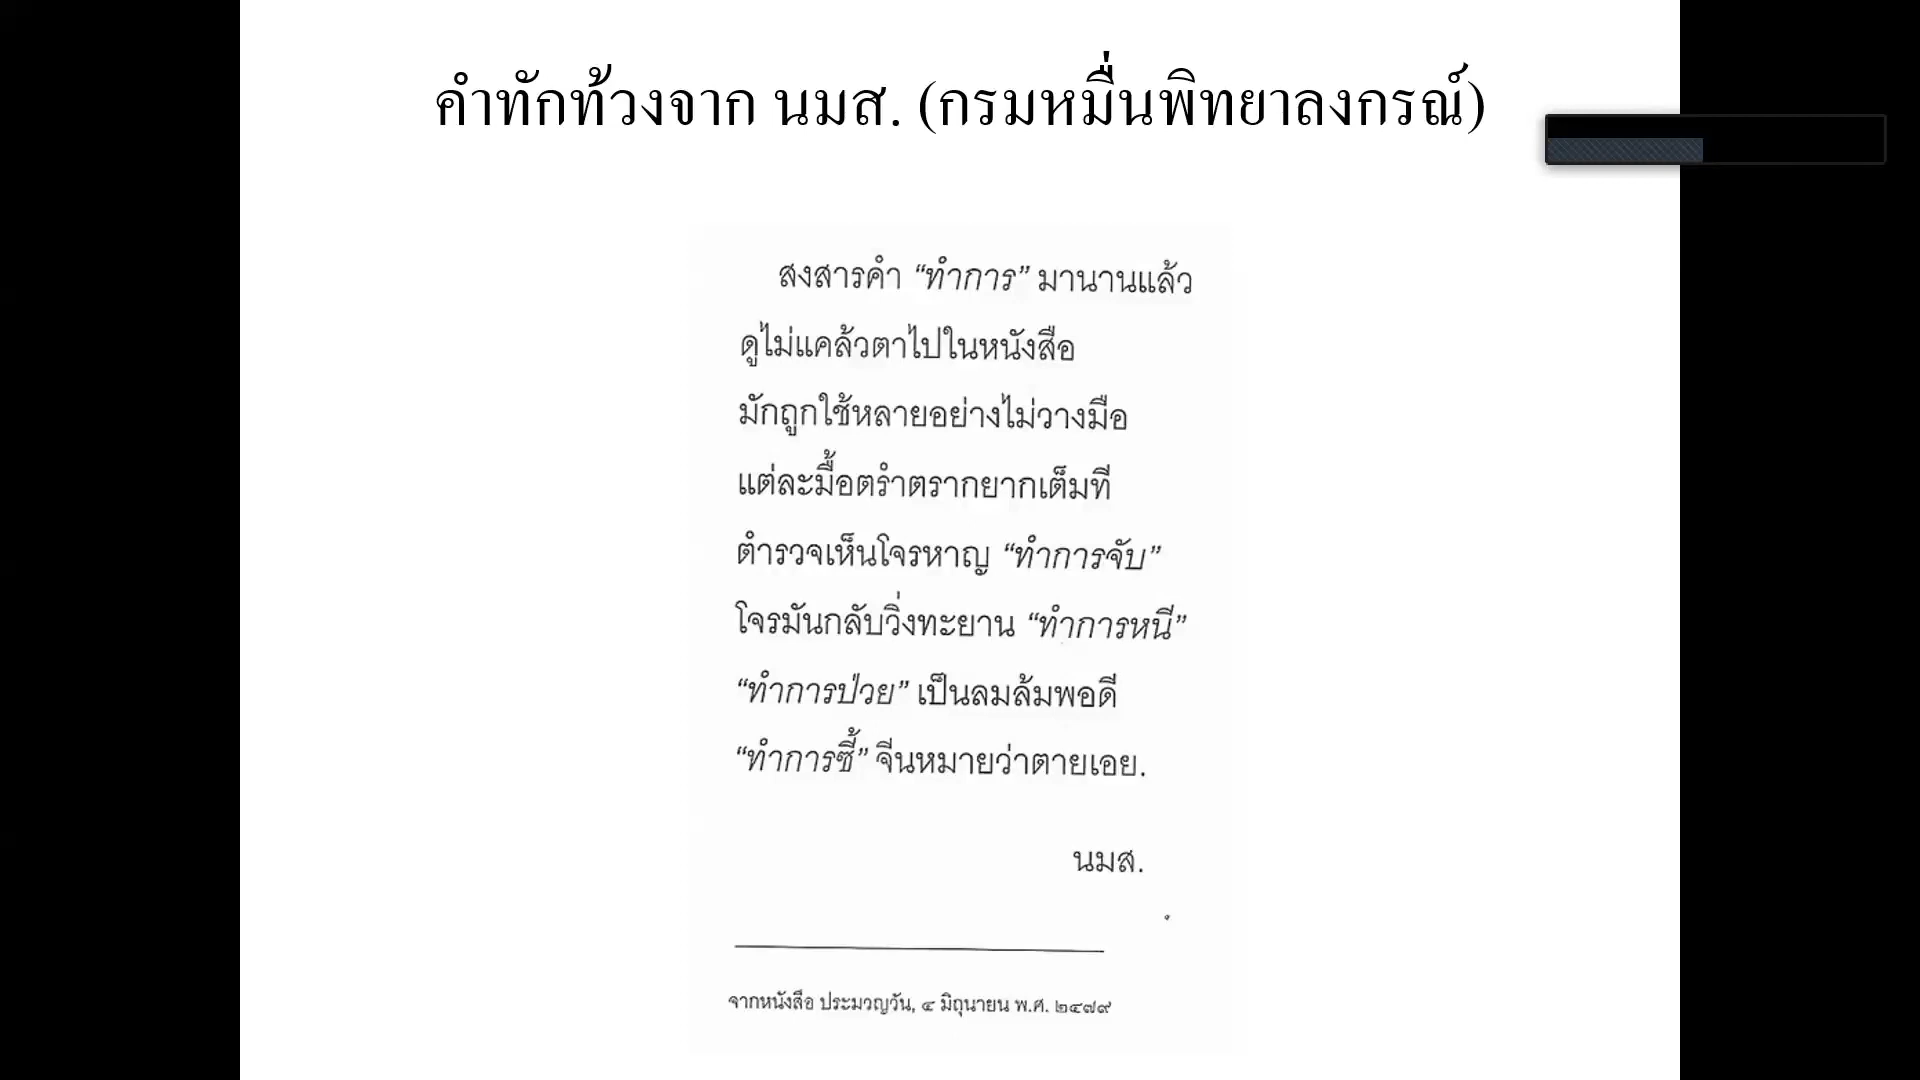 คำทักท้วงจาก นมส. (กรมหมื่นพิทยาลงกรณ์)
สงสารคำ “ทำการ” มานานแล้ว
ดูไม่แคล้วตาไปในหนังสือ
มักถูกใช้หลายอย่างไม่วางมือ
แต่ละมื้อตรำตรากยากเต็มที
ตำรวจเห็นโจรหาญ “ทำการจับ”
โจรมันกลับวิ่งทะยาน “ทำการหนี”
“ทำการป่วย” เป็นลมล้มพอดี
“ทำการซี้” จีนหมายว่าตายเอย.
นมส.
จากหนังสือ ประมวญวัน, ๔ มิถุนายน พ.ศ. ๒๔๗๙